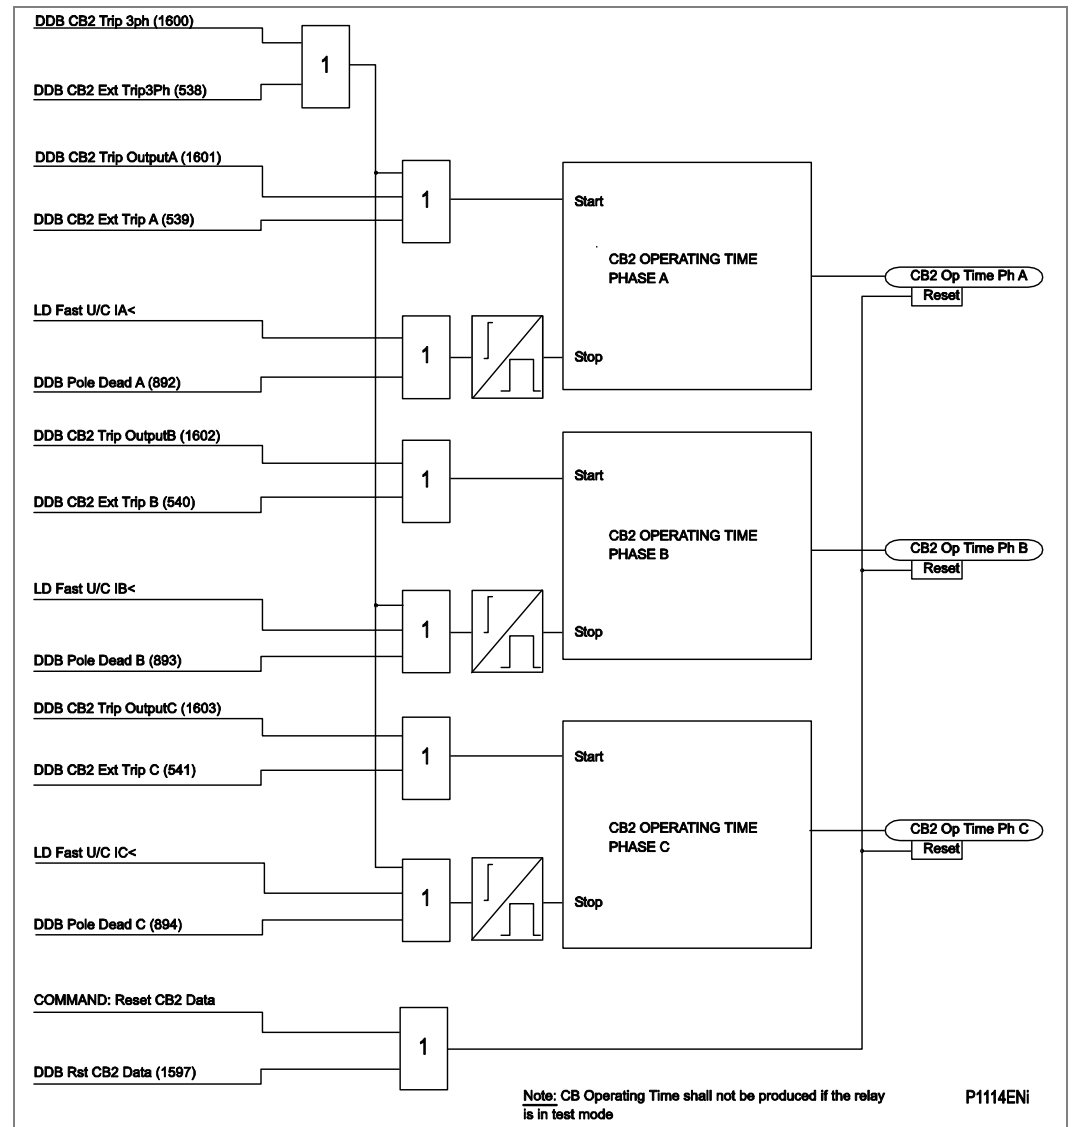 DDB CB2 Trip 3ph (1600)
1
DDB CB2 Ext Trip3Ph (538)
DDB CB2 Trip OutputA (1601)
1
Start
DDB CB2 Ext Trip A (539)
CB2 OPERATING TIME
PHASE A
CB2 Op Time Ph A
Reset
LD Fast U/C IA<
1
Stop
DDB Pole Dead A (892)
DDB CB2 Trip OutputB (1602)
1
Start
DDB CB2 Ext Trip B (540)
CB2 OPERATING TIME
PHASE B
CB2 Op Time Ph B
Reset
LD Fast U/C IB<
1
Stop
DDB Pole Dead B (893)
DDB CB2 Trip OutputC (1603)
1
Start
DDB CB2 Ext Trip C (541)
CB2 OPERATING TIME
PHASE C
CB2 Op Time Ph C
Reset
LD Fast U/C IC<
1
Stop
DDB Pole Dead C (894)
COMMAND: Reset CB2 Data
1
DDB Rst CB2 Data (1597)
Note: CB Operating Time shall not be produced if the relay
is in test mode
P1114ENi